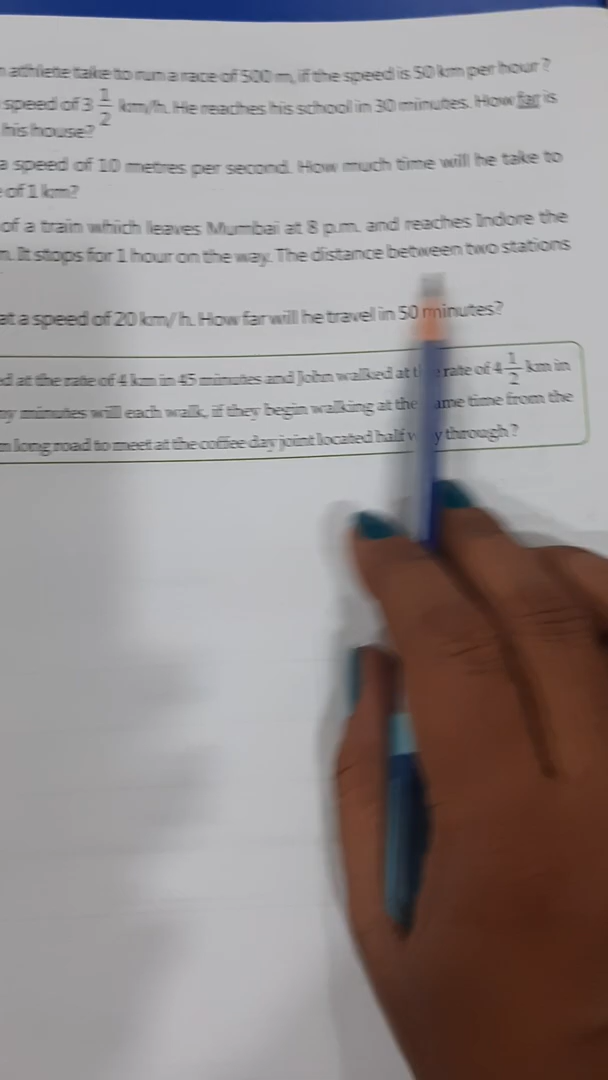 athlete take to run a race of 500 m, if the speed is 50 km per hour?
speed of 3 1/2 km/h. He reaches his school in 30 minutes. How far is
his house?
a speed of 10 metres per second. How much time will he take to
of 1 km?
of a train which leaves Mumbai at 8 p.m. and reaches Indore the
It stops for 1 hour on the way. The distance between two stations
at a speed of 20 km/h. How far will he travel in 50 minutes?
at the rate of 4 km in 45 minutes and John walked at rate of 4 1/2 km in
minutes will each walk, if they begin walking at the time from the
long road to meet at the coffee day joint located half through?